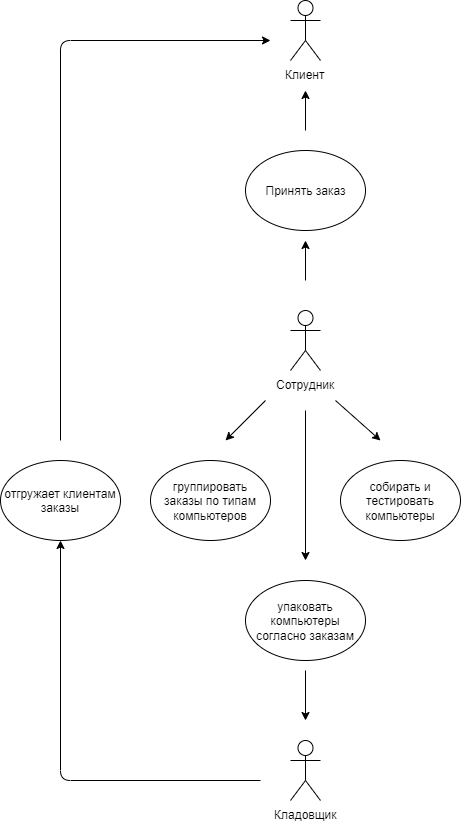 Клиент
Принять заказ
Сотрудник
отгружает клиентам
заказы
группировать
заказы по типам
компьютеров
собирать и
тестировать
компьютеры
упаковать
компьютеры
согласно заказам
Кладовщик